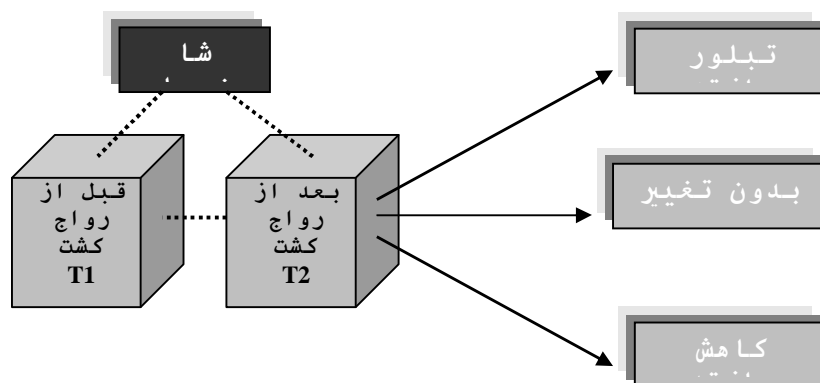 شا
تبلور
قبل از
رواج
کشت
T1
بعد از
رواج
کشت
T2
بدون تغییر
کاهش